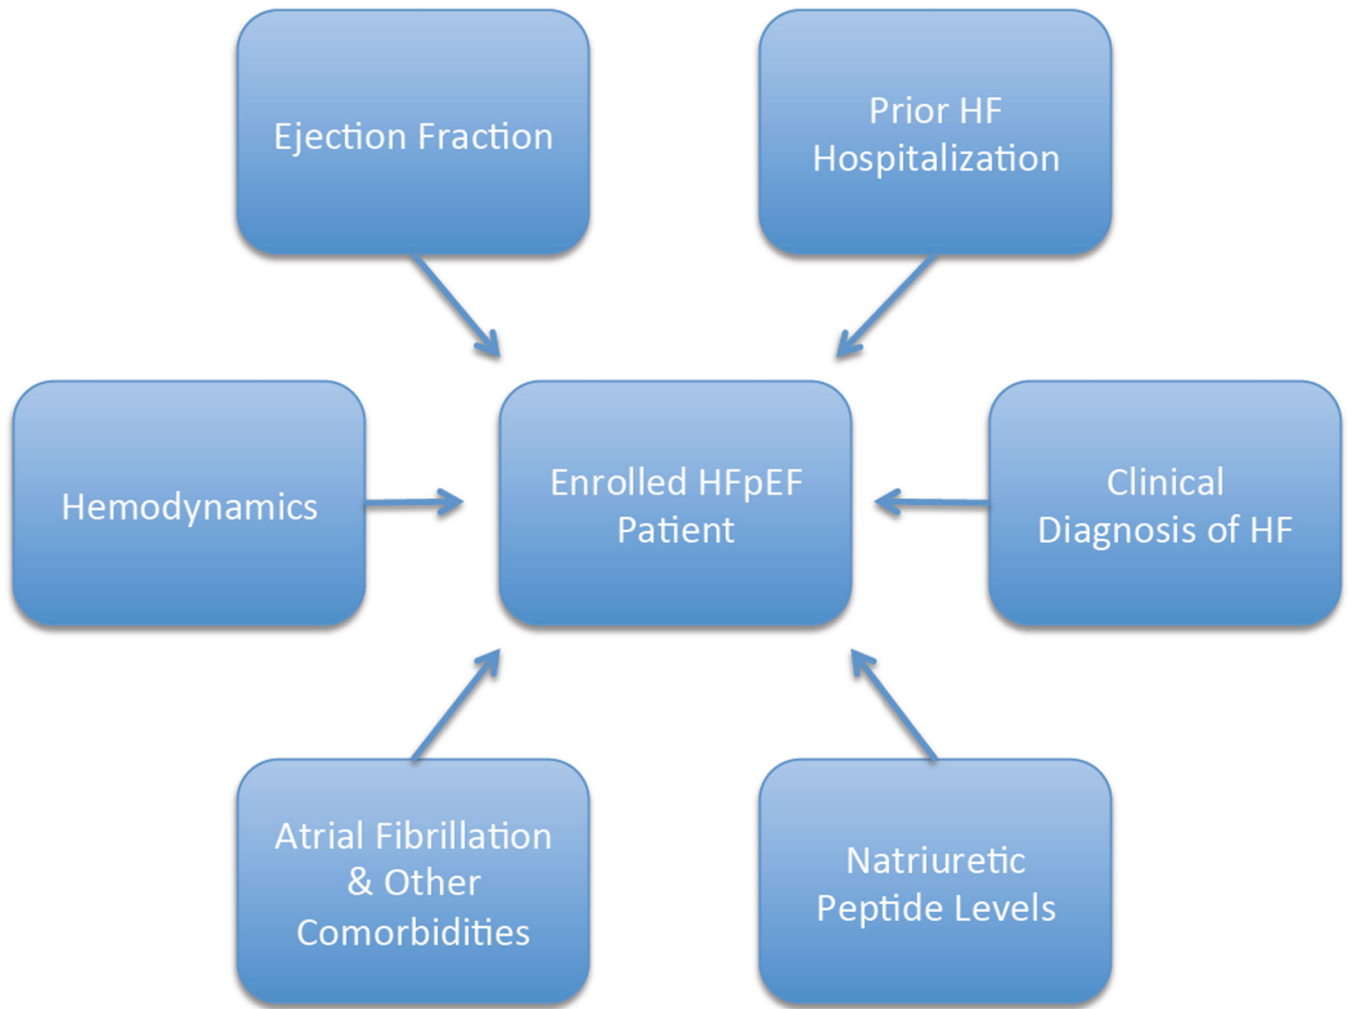 Ejection Fraction
Prior HF
Hospitalization
Hemodynamics
Enrolled HFpEF
Patient
Clinical
Diagnosis of HF
Atrial Fibrillation
& Other
Comorbidities
Natriuretic
Peptide Levels